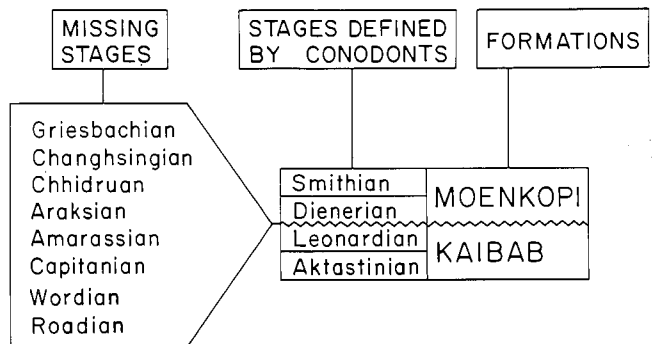 MISSING
STAGES
STAGES DEFINED
BY CONODONTS
FORMATIONS
Griesbachian
Changhsingian
Chhidruan
Araksian
Amarassian
Capitanian
Wordian
Roadian
Smithian
Dienerian
Leonardian
Aktastinian
MOENKOPI
KAIBAB